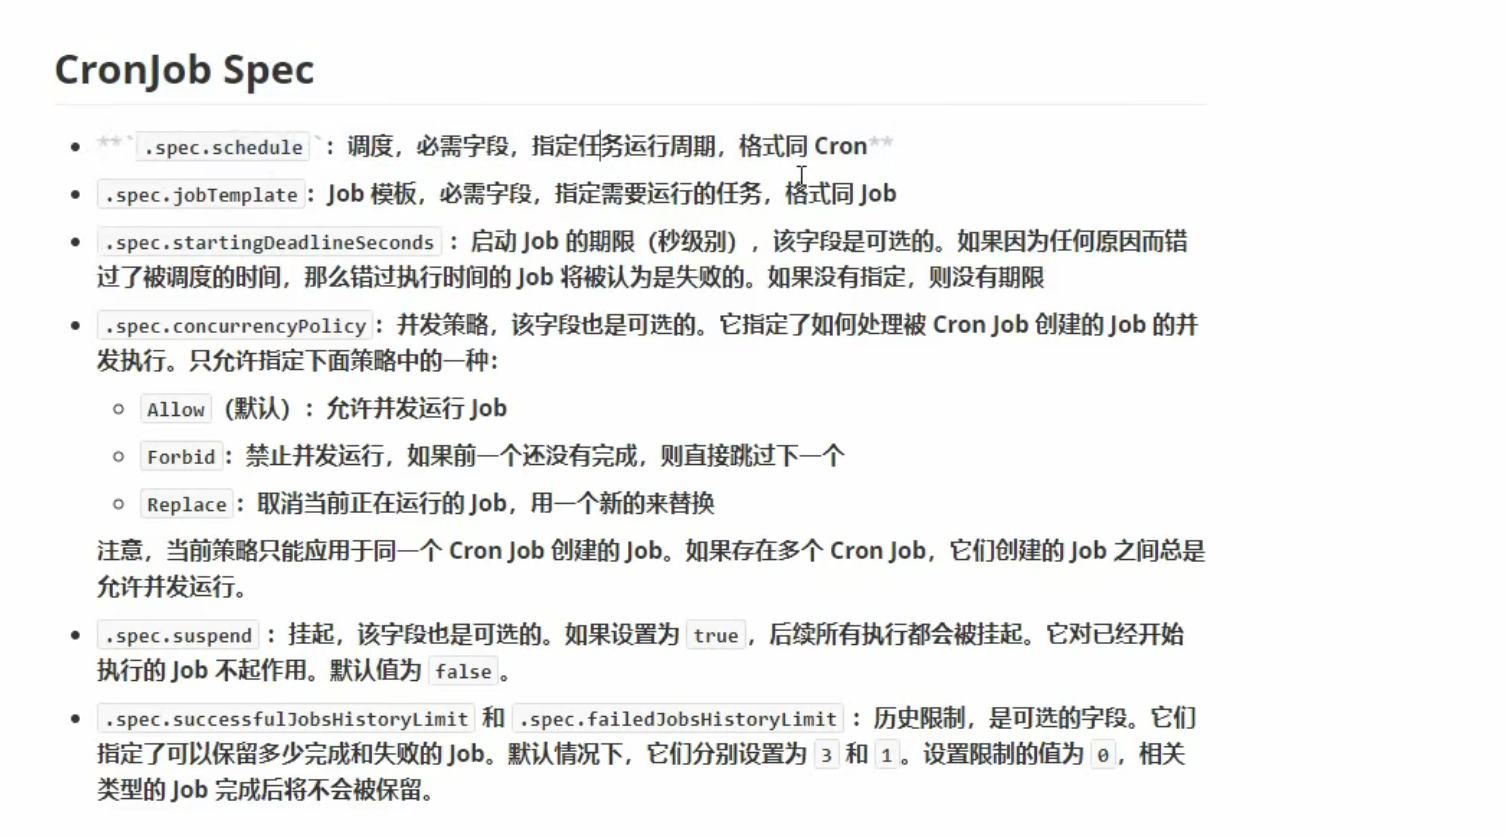 CronJob Spec
**`.spec.schedule`：调度，必需字段，指定任务运行周期，格式同 Cron**
.spec.jobTemplate：Job 模板，必需字段，指定需要运行的任务，格式同 Job
.spec.startingDeadlineSeconds ：启动 Job 的期限（秒级别），该字段是可选的。如果因为任何原因而错
过了被调度的时间，那么错过执行时间的 Job 将被认为是失败的。如果没有指定，则没有期限
.spec.concurrencyPolicy：并发策略，该字段也是可选的。它指定了如何处理被 Cron Job 创建的 Job 的并
发执行。只允许指定下面策略中的一种：
Allow（默认）：允许并发运行 Job
Forbid：禁止并发运行，如果前一个还没有完成，则直接跳过下一个
Replace：取消当前正在运行的 Job，用一个新的来替换
注意，当前策略只能应用于同一个 Cron Job 创建的 Job。如果存在多个 Cron Job，它们创建的 Job 之间总是
允许并发运行。
.spec.suspend ：挂起，该字段也是可选的。如果设置为 true，后续所有执行都会被挂起。它对已经开始
执行的 Job 不起作用。默认值为 false。
.spec.successfulJobsHistoryLimit 和 .spec.failedJobsHistoryLimit ：历史限制，是可选的字段。它们
指定了可以保留多少完成和失败的 Job。默认情况下，它们分别设置为 3 和 1。设置限制的值为 0，相关
类型的 Job 完成后将不会被保留。